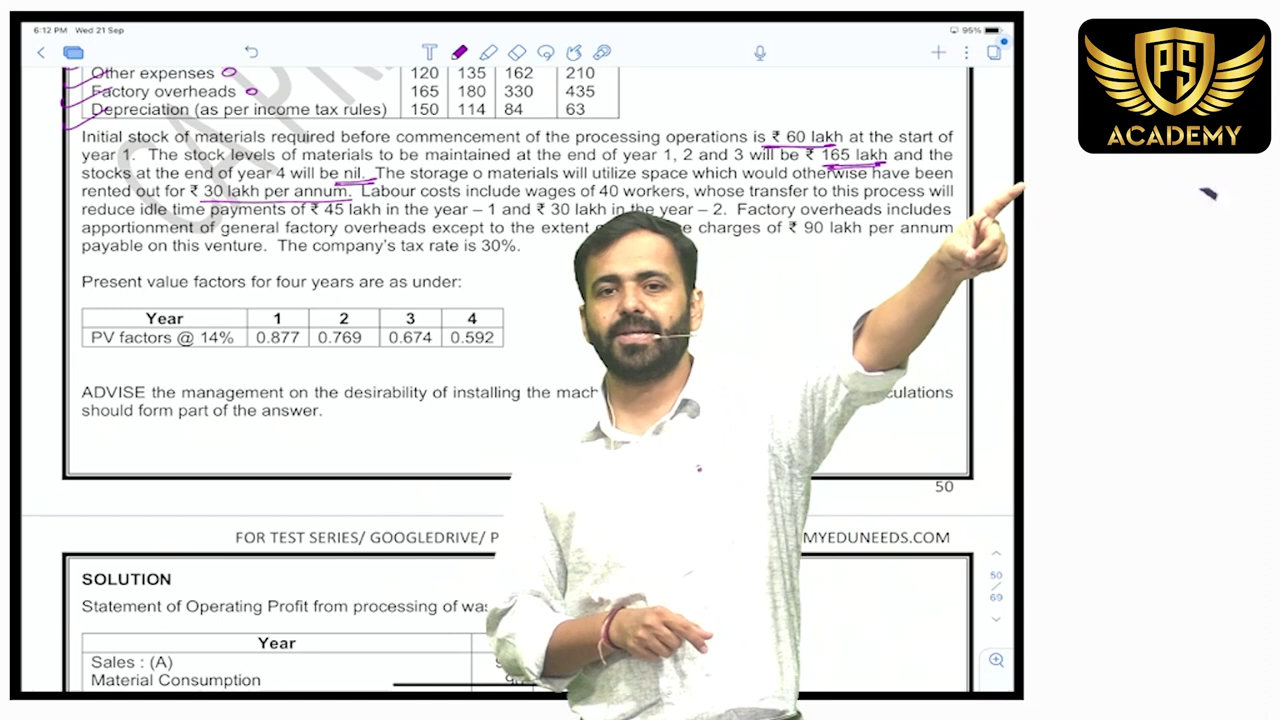 6:12 PM Wed 21 Sep
95%
PS
ACADEMY
Other expenses 120 135 162 210
Factory overheads 165 180 330 435
Depreciation (as per income tax rules) 150 114 84 63
Initial stock of materials required before commencement of the processing operations is ₹ 60 lakh at the start of
year 1. The stock levels of materials to be maintained at the end of year 1, 2 and 3 will be ₹ 165 lakh and the
stocks at the end of year 4 will be nil. The storage o materials will utilize space which would otherwise have been
rented out for ₹ 30 lakh per annum. Labour costs include wages of 40 workers, whose transfer to this process will
reduce idle time payments of ₹ 45 lakh in the year – 1 and ₹ 30 lakh in the year – 2. Factory overheads includes
apportionment of general factory overheads except to the extent charges of ₹ 90 lakh per annum
payable on this venture. The company's tax rate is 30%.
Present value factors for four years are as under:
Year 1 2 3 4
PV factors @ 14% 0.877 0.769 0.674 0.592
ADVISE the management on the desirability of installing the
should form part of the answer.
50
FOR TEST SERIES/ GOOGLEDRIVE/ MYEDUNEEDS.COM
SOLUTION
50
/
69
Statement of Operating Profit from processing of
Year
Sales : (A)
Material Consumption